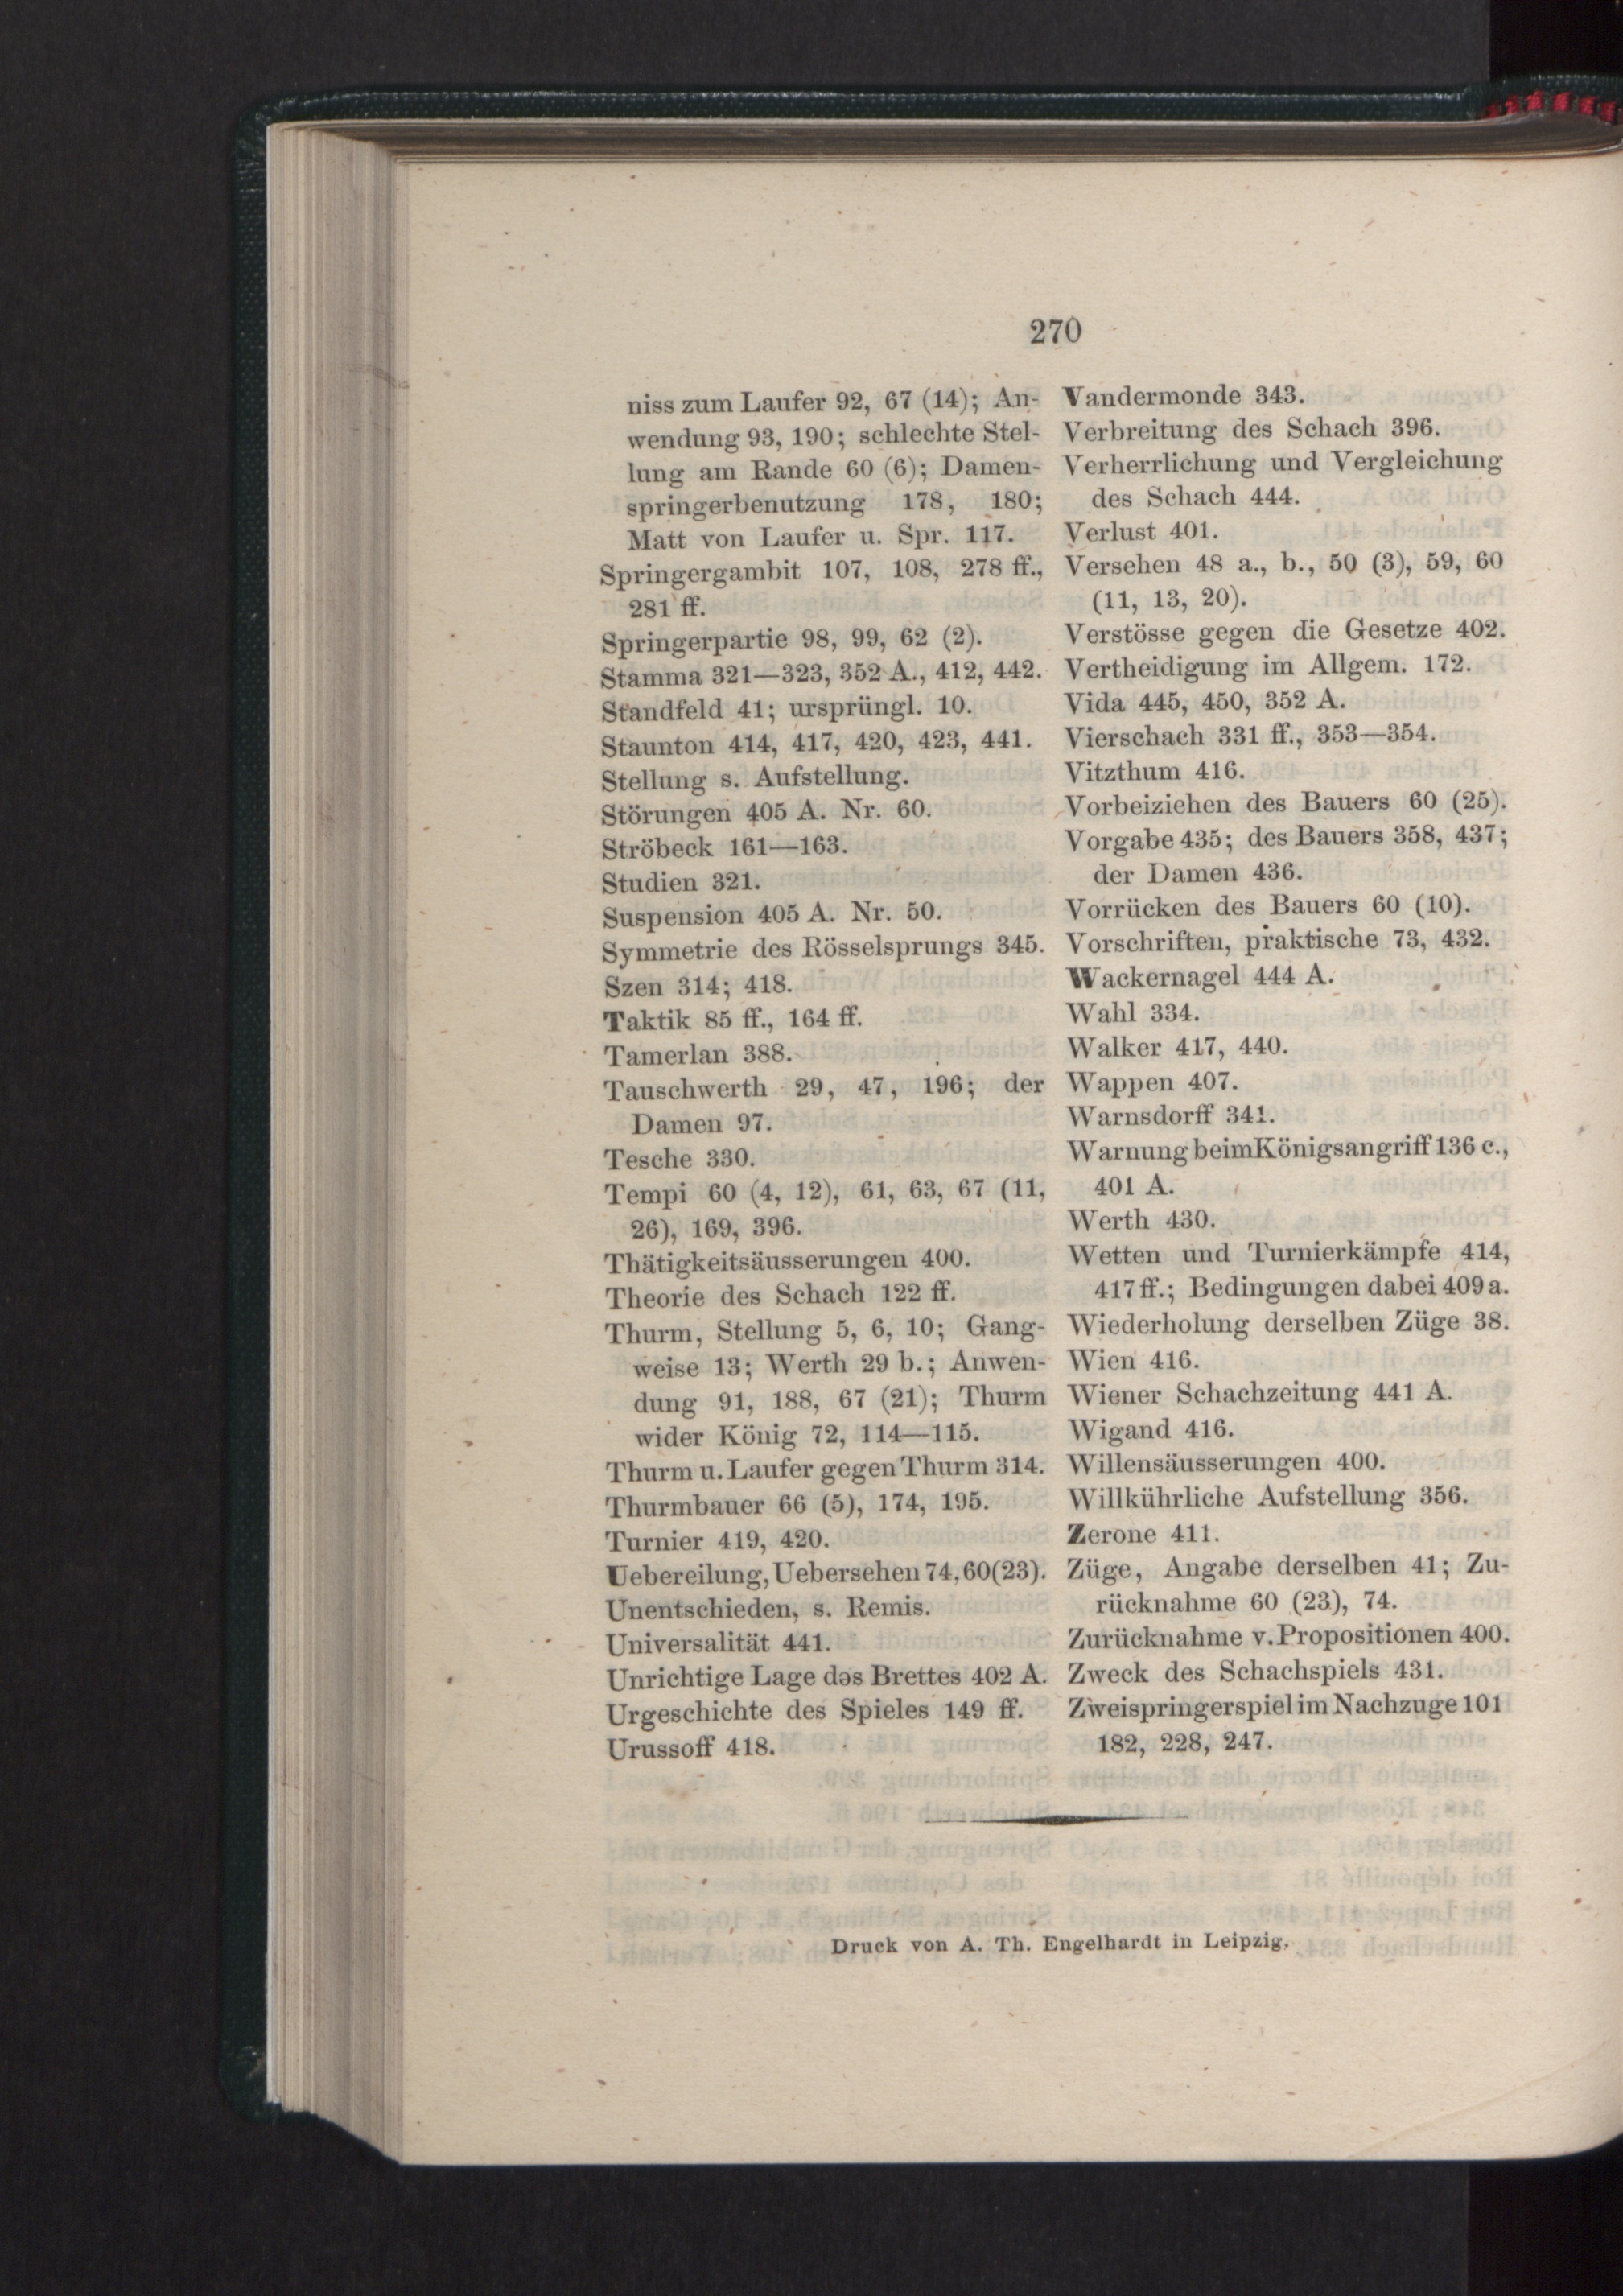 270
niss zum Laufer 92, 67 (14); An-
wendung 93, 190; schlechte Stel-
lung am Rande 60 (6); Damen-
springerbenutzung 178, 180;
Matt von Laufer u. Spr. 117.
Springergambit 107, 108, 278 ff.,
281 ff.
Springerpartie 98, 99, 62 (2).
Stamma 321—323, 352 A., 412, 442.
Standfeld 41; ursprüngl. 10.
Staunton 414, 417, 420, 423, 441.
Stellung s. Aufstellung.
Störungen 405 A. Nr. 60.
Ströbeck 161—163.
Studien 321.
Suspension 405 A. Nr. 50.
Symmetrie des Rösselsprungs 345.
Szen 314; 418.
Taktik 85 ff., 164 ff.
Tamerlan 388.
Tauschwerth 29, 47, 196; der
Damen 97.
Tesche 330.
Tempi 60 (4, 12), 61, 63, 67 (11,
26), 169, 396.
Thätigkeitsäusserungen 400.
Theorie des Schach 122 ff.
Thurm, Stellung 5, 6, 10; Gang-
weise 13; Werth 29 b.; Anwen-
dung 91, 188, 67 (21); Thurm
wider König 72, 114—115.
Thurm u. Laufer gegen Thurm 314.
Thurmbauer 66 (5), 174, 195.
Turnier 419, 420.
Uebereilung, Uebersehen 74, 60 (23).
Unentschieden, s. Remis.
Universalität 441.
Unrichtige Lage dəs Brettes 402 A.
Urgeschichte des Spieles 149 ff.
Urussoff 418.
Vandermonde 343.
Verbreitung des Schach 396.
Verherrlichung und Vergleichung
des Schach 444.
Verlust 401.
Versehen 48 a., b., 50 (3), 59, 60
(11, 13, 20).
Verstösse gegen die Gesetze 402.
Vertheidigung im Allgem. 172.
Vida 445, 450, 352 A.
Vierschach 331 ff., 353—354.
Vitzthum 416.
Vorbeiziehen des Bauers 60 (25).
Vorgabe 435; des Bauers 358, 437;
der Damen 436.
Vorrücken des Bauers 60 (10).
Vorschriften, praktische 73, 432.
Wackernagel 444 A.
Wahl 334.
Walker 417, 440.
Wappen 407.
Warnsdorff 341.
Warnung beim Königsangriff 136 c.,
401 A.
Werth 430.
Wetten und Turnierkämpfe 414,
417 ff.; Bedingungen dabei 409 a.
Wiederholung derselben Züge 38.
Wien 416.
Wiener Schachzeitung 441 A.
Wigand 416.
Willensäusserungen 400.
Willkührliche Aufstellung 356.
Zerone 411.
Züge, Angabe derselben 41; Zu-
rücknahme 60 (23), 74.
Zurücknahme v. Propositionen 400.
Zweck des Schachspiels 431.
Zweispringerspiel im Nachzuge 101
182, 228, 247.
Druck von A. Th. Engelhardt in Leipzig.